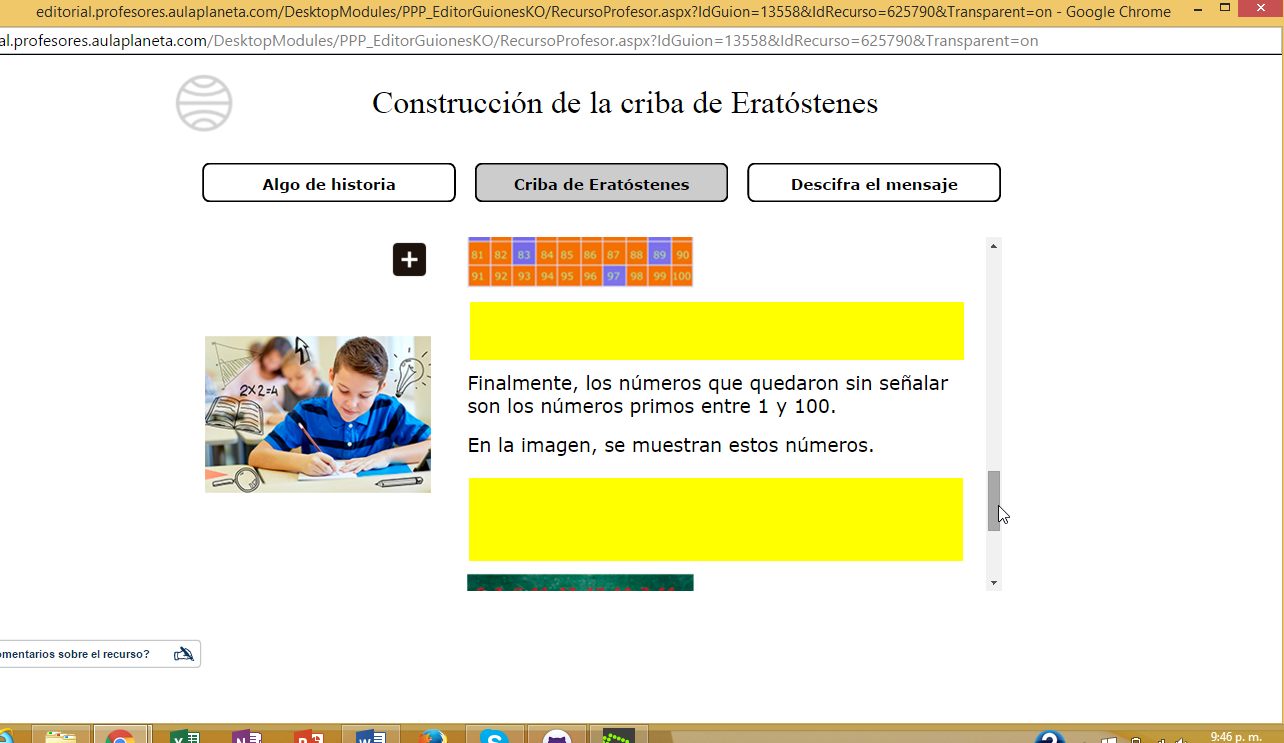 editorial.profesores.aulaplaneta.com/DesktopModules/PPP_EditorGuionesKO/RecursoProfesor.aspx?IdGuion=13558&IdRecurso=625790&Transparent=on - Google Chrome
al.profesores.aulaplaneta.com/DesktopModules/PPP_EditorGuionesKO/RecursoProfesor.aspx?IdGuion=13558&IdRecurso=625790&Transparent=on
Construcción de la criba de Eratóstenes
Algo de historia
Criba de Eratóstenes
Descifra el mensaje
81 82 83 84 85 86 87 88 89 90
91 92 93 94 95 96 97 98 99 100
2x2=4
Finalmente, los números que quedaron sin señalar
son los números primos entre 1 y 100.
En la imagen, se muestran estos números.
omentarios sobre el recurso?
9:46 p. m.